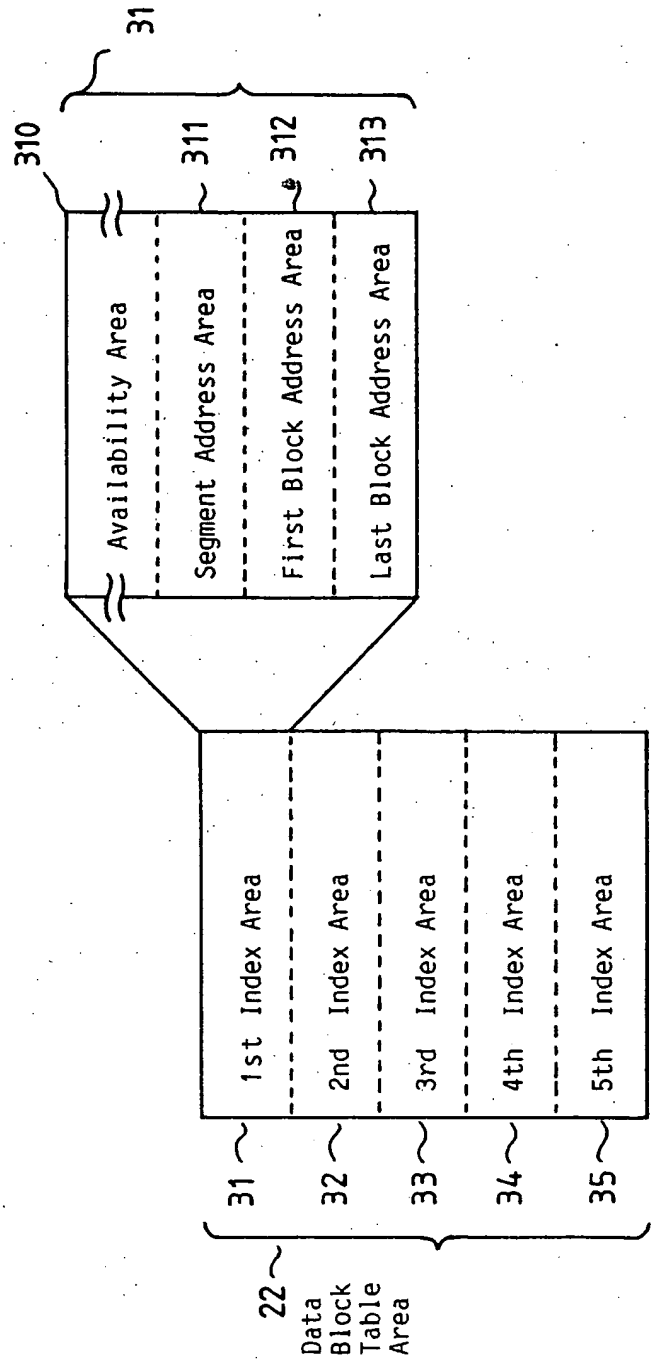 22
Data
Block
Table
Area
31
1st Index Area
32
2nd Index Area
33
3rd Index Area
34
4th Index Area
35
5th Index Area
310
Availability Area
31
Segment Address Area
311
First Block Address Area
312
Last Block Address Area
313